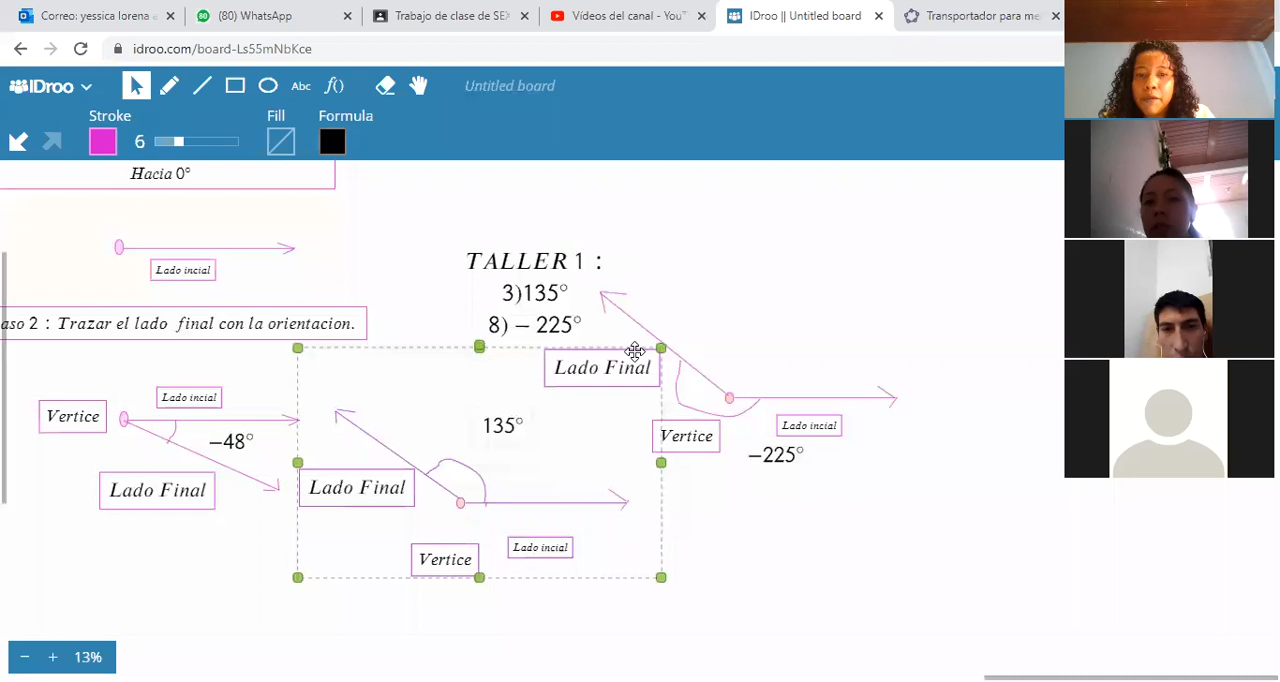 Correo: yessica lorena e
(80) WhatsApp
Trabajo de clase de SEX
Vídeos del canal - YouT
IDroo || Untitled board
Transportador para me
idroo.com/board-Ls55mNbKce
IDroo
Abc
f()
Untitled board
Stroke
Fill
Formula
6
Hacia 0°
Lado incial
TALLER 1 :
3)135°
8) − 225°
aso 2 : Trazar el lado final con la orientacion.
Lado Final
Lado incial
Vertice
−48°
Lado Final
135°
Lado Final
Vertice
Lado incial
Vertice
Lado incial
−225°
− + 13%